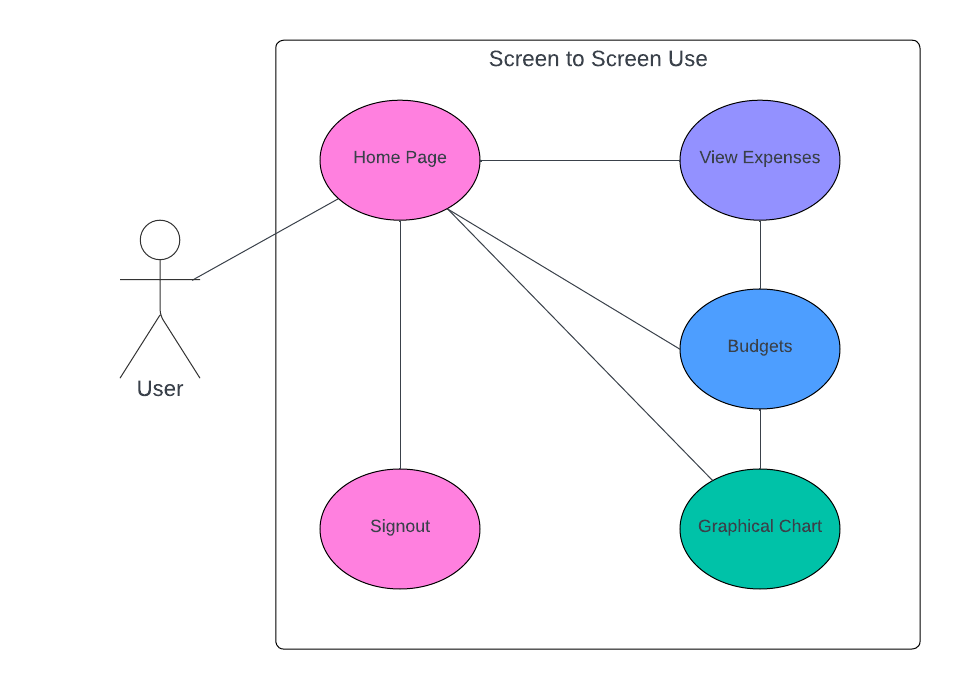 Screen to Screen Use
Home Page
View Expenses
Budgets
User
Signout
Graphical Chart